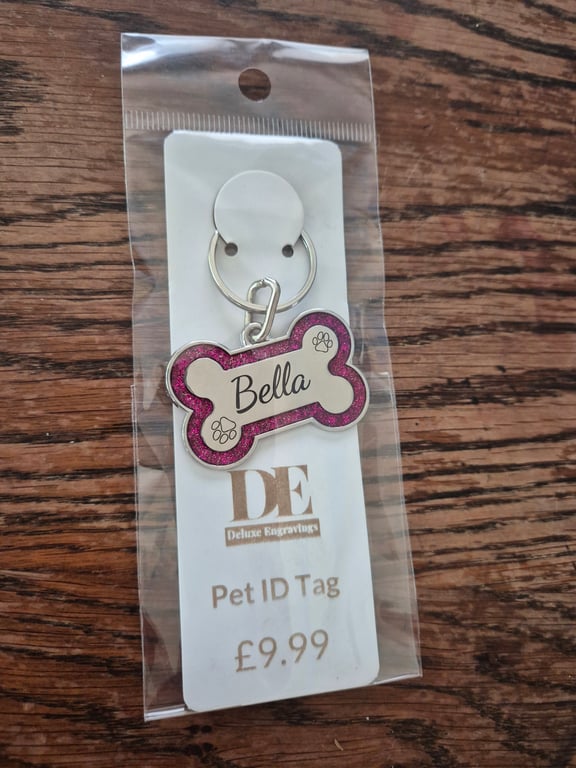 Bella
DE
Deluxe Engravings
Pet ID Tag
£9.99